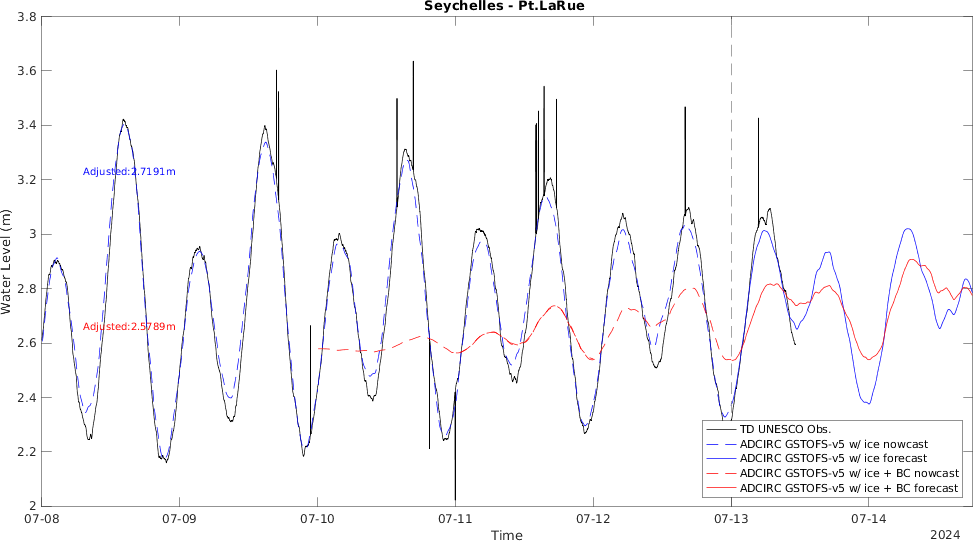 Seychelles - Pt.LaRue
3.8
3.6
3.4
3.2
3
2.8
2.6
2.4
2.2
2
Water Level (m)
Adjusted:2.7191m
Adjusted:2.5789m
TD UNESCO Obs.
ADCIRC GSTOFS-v5 w/ ice nowcast
ADCIRC GSTOFS-v5 w/ ice forecast
ADCIRC GSTOFS-v5 w/ ice + BC nowcast
ADCIRC GSTOFS-v5 w/ ice + BC forecast
07-08 07-09 07-10 07-11 07-12 07-13 07-14
Time
2024